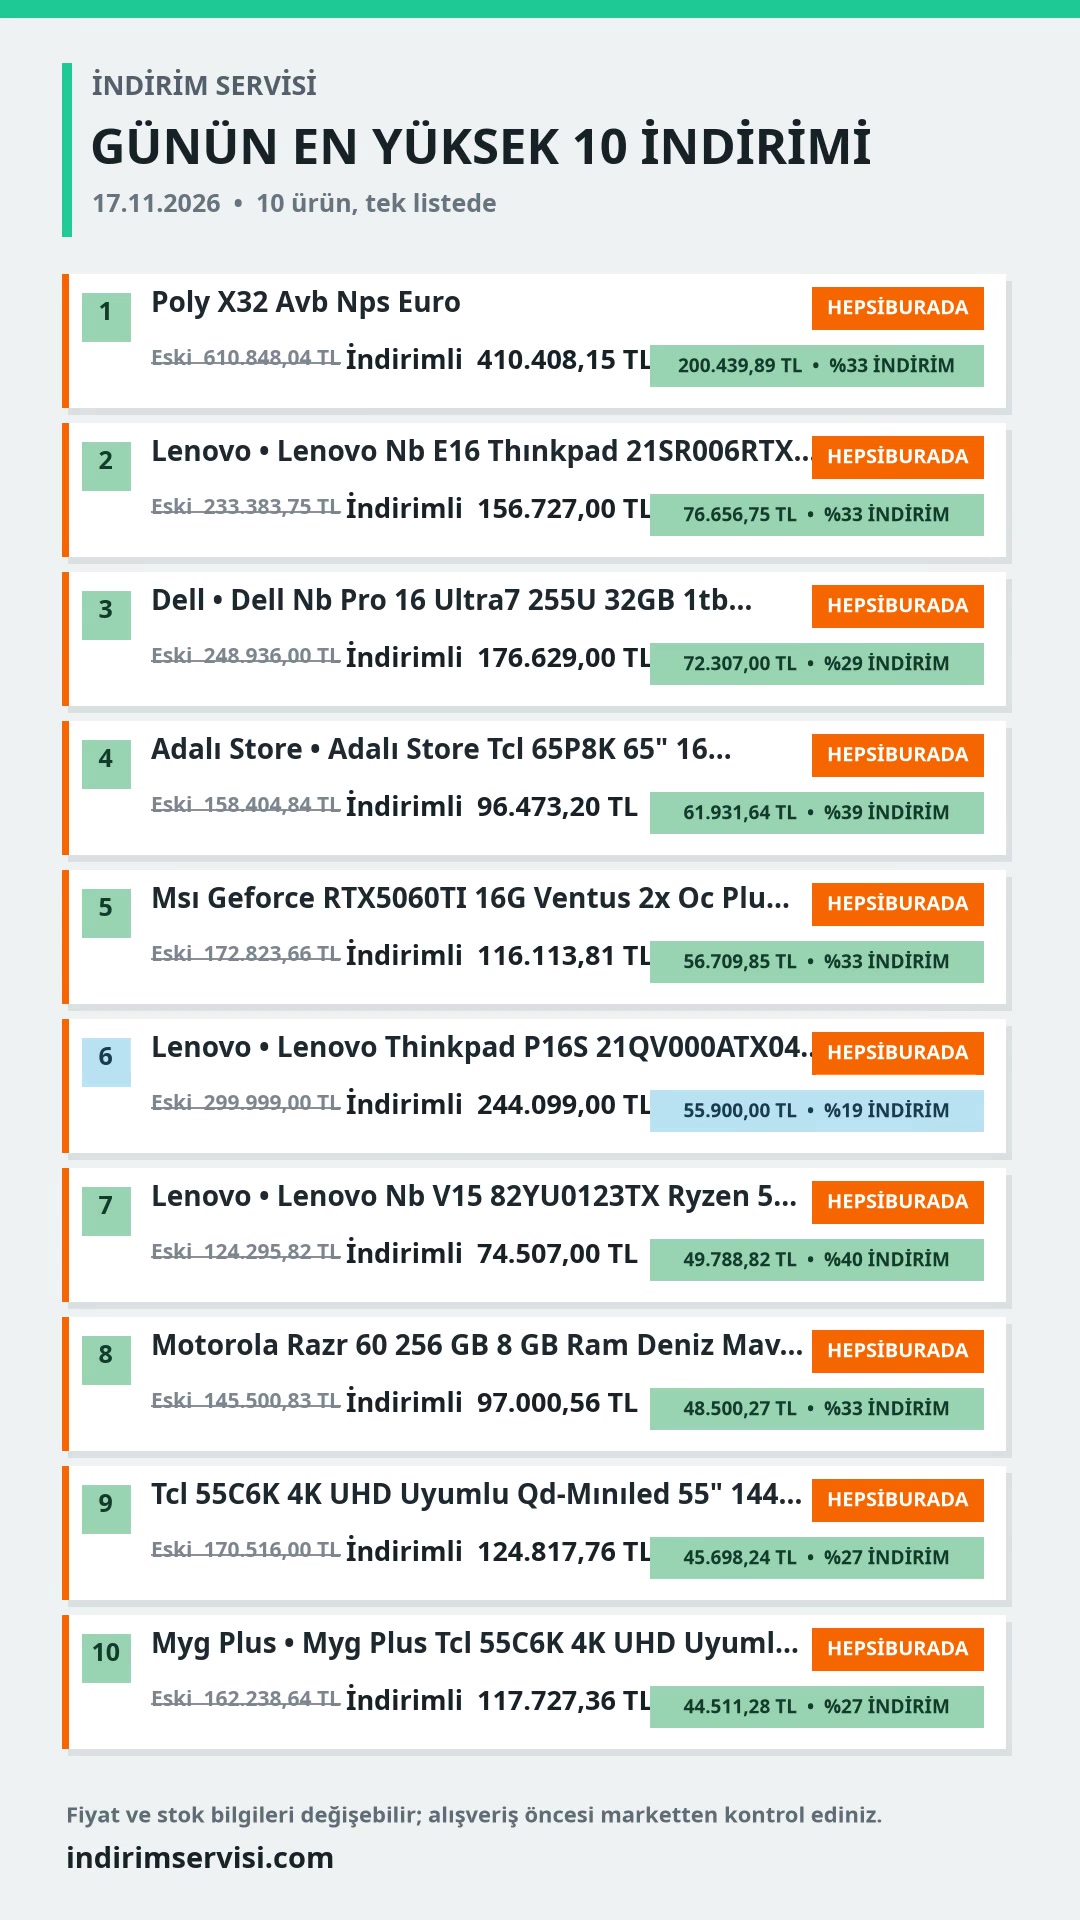 İNDİRİM SERVİSİ
GÜNÜN EN YÜKSEK 10 İNDİRİMİ
17.11.2026 • 10 ürün, tek listede
1 Poly X32 Avb Nps Euro HEPSİBURADA
Eski 610.848,04 TL İndirimli 410.408,15 TL 200.439,89 TL • %33 İNDİRİM
2 Lenovo • Lenovo Nb E16 Thınkpad 21SR006RTX... HEPSİBURADA
Eski 233.383,75 TL İndirimli 156.727,00 TL 76.656,75 TL • %33 İNDİRİM
3 Dell • Dell Nb Pro 16 Ultra7 255U 32GB 1tb... HEPSİBURADA
Eski 248.936,00 TL İndirimli 176.629,00 TL 72.307,00 TL • %29 İNDİRİM
4 Adalı Store • Adalı Store Tcl 65P8K 65" 16... HEPSİBURADA
Eski 158.404,84 TL İndirimli 96.473,20 TL 61.931,64 TL • %39 İNDİRİM
5 Msı Geforce RTX5060TI 16G Ventus 2x Oc Plu... HEPSİBURADA
Eski 172.823,66 TL İndirimli 116.113,81 TL 56.709,85 TL • %33 İNDİRİM
6 Lenovo • Lenovo Thinkpad P16S 21QV000ATX04... HEPSİBURADA
Eski 299.999,00 TL İndirimli 244.099,00 TL 55.900,00 TL • %19 İNDİRİM
7 Lenovo • Lenovo Nb V15 82YU0123TX Ryzen 5... HEPSİBURADA
Eski 124.295,82 TL İndirimli 74.507,00 TL 49.788,82 TL • %40 İNDİRİM
8 Motorola Razr 60 256 GB 8 GB Ram Deniz Mav... HEPSİBURADA
Eski 145.500,83 TL İndirimli 97.000,56 TL 48.500,27 TL • %33 İNDİRİM
9 Tcl 55C6K 4K UHD Uyumlu Qd-Mınıled 55" 144... HEPSİBURADA
Eski 170.516,00 TL İndirimli 124.817,76 TL 45.698,24 TL • %27 İNDİRİM
10 Myg Plus • Myg Plus Tcl 55C6K 4K UHD Uyuml... HEPSİBURADA
Eski 162.238,64 TL İndirimli 117.727,36 TL 44.511,28 TL • %27 İNDİRİM
Fiyat ve stok bilgileri değişebilir; alışveriş öncesi marketten kontrol ediniz.
indirimservisi.com